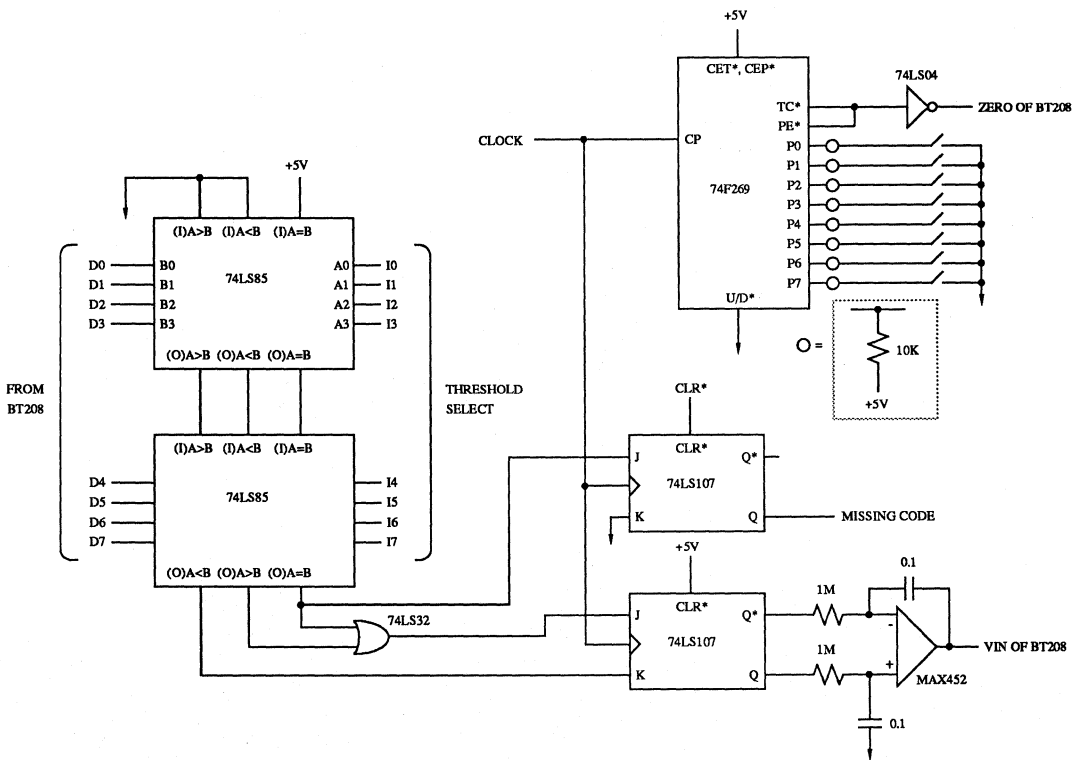 +5V
CET*, CEP*
74LS04
TC*
PE*
ZERO OF BT208
CLOCK
CP
P0
P1
P2
P3
P4
P5
P6
P7
74F269
U/D*
O =
10K
+5V
+5V
(I)A>B (I)A<B (I)A=B
74LS85
D0 B0 A0 I0
D1 B1 A1 I1
D2 B2 A2 I2
D3 B3 A3 I3
(O)A>B (O)A<B (O)A=B
FROM
BT208
THRESHOLD
SELECT
(I)A>B (I)A<B (I)A=B
74LS85
D4 I4
D5 I5
D6 I6
D7 I7
(O)A<B (O)A>B (O)A=B
74LS32
CLR*
CLR*
J Q*
74LS107
K Q
MISSING CODE
+5V
CLR*
J Q*
74LS107
K Q
1M
1M
0.1
-
+
MAX452
VIN OF BT208
0.1